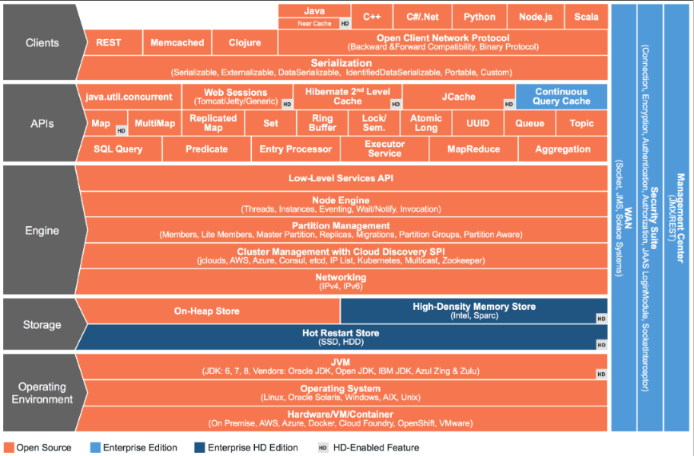 Clients
Java
Near Cache
HD
C++
C#/.Net
Python
Node.js
Scala
REST
Memcached
Clojure
Open Client Network Protocol
(Backward &Forward Compatibility, Binary Protocol)
Serialization
(Serializable, Externalizable, DataSerializable, IdentifiedDataSerializable, Portable, Custom)
APIs
java.util.concurrent
Web Sessions
(Tomcat/Jetty/Generic)
HD
Hibernate 2nd Level
Cache
HD
JCache
HD
Continuous
Query Cache
Map
HD
MultiMap
Replicated
Map
Set
Ring
Buffer
Lock/
Sem.
Atomic
Long
UUID
Queue
Topic
SQL Query
Predicate
Entry Processor
Executor
Service
MapReduce
Aggregation
Engine
Low-Level Services API
Node Engine
(Threads, Instances, Eventing, Wait/Notify, Invocation)
Partition Management
(Members, Lite Members, Master Partition, Replicas, Migrations, Partition Groups, Partition Aware)
Cluster Management with Cloud Discovery SPI
(jclouds, AWS, Azure, Consul, etcd, IP List, Kubernetes, Multicast, Zookeeper)
Networking
(IPv4, IPv6)
Storage
On-Heap Store
High-Density Memory Store
(Intel, Sparc)
HD
Hot Restart Store
(SSD, HDD)
HD
Operating
Environment
JVM
(JDK: 6, 7, 8, Vendors: Oracle JDK, Open JDK, IBM JDK, Azul Zing & Zulu)
HD
Operating System
(Linux, Oracle Solaris, Windows, AIX, Unix)
Hardware/VM/Container
(On Premise, AWS, Azure, Docker, Cloud Foundry, OpenShift, VMware)
WAN
(Socket, JMS, Solace Systems)
Security Suite
(Connection, Encryption, Authentication, Authorization, JAAS LoginModule, SocketInterceptor)
Management Center
(JMX/REST)
Open Source
Enterprise Edition
Enterprise HD Edition
HD
HD-Enabled Feature